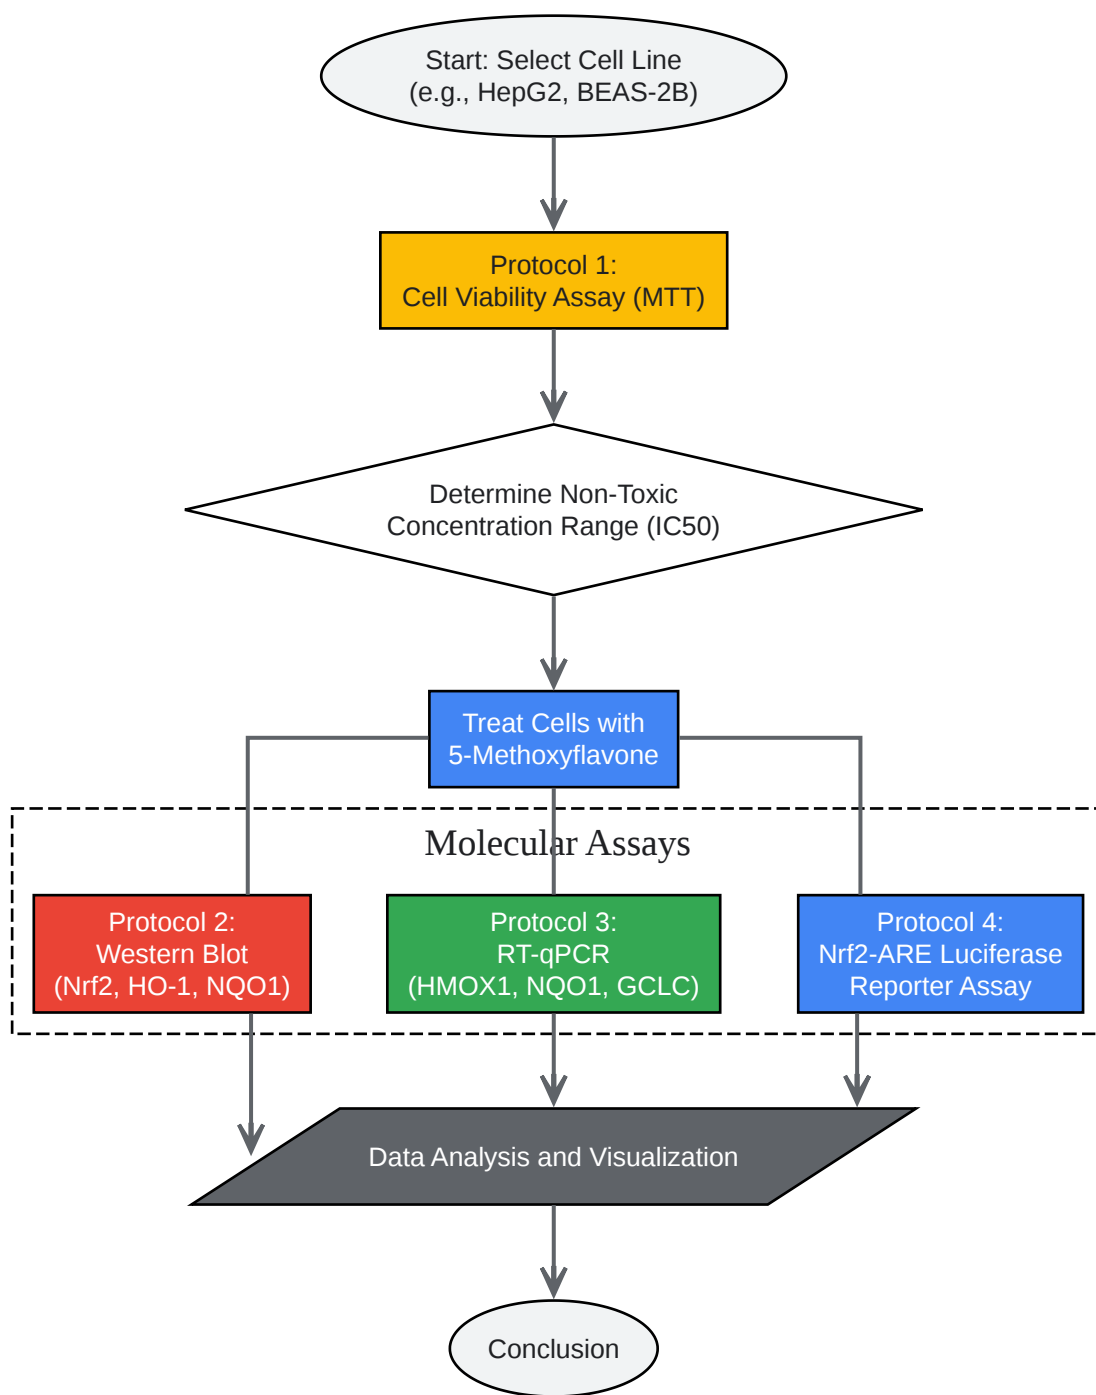 Start: Select Cell Line
(e.g., HepG2, BEAS-2B)
Protocol 1:
Cell Viability Assay (MTT)
Determine Non-Toxic
Concentration Range (IC50)
Treat Cells with
5-Methoxyflavone
Molecular Assays
Protocol 2:
Western Blot
(Nrf2, HO-1, NQO1)
Protocol 3:
RT-qPCR
(HMOX1, NQO1, GCLC)
Protocol 4:
Nrf2-ARE Luciferase
Reporter Assay
Data Analysis and Visualization
Conclusion